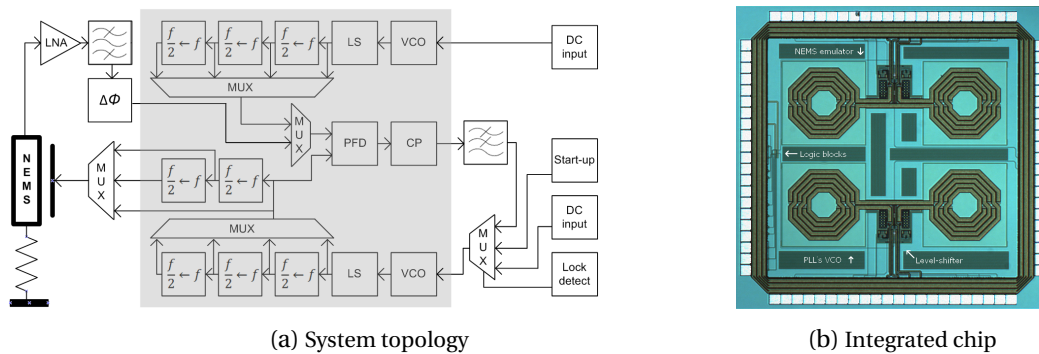 LNA
ΔΦ
N
E
M
S
M
U
X
f/2 ← f
f/2 ← f
f/2 ← f
LS
VCO
DC
input
MUX
M
U
X
PFD
CP
f/2 ← f
f/2 ← f
MUX
f/2 ← f
f/2 ← f
f/2 ← f
LS
VCO
M
U
X
Start-up
DC
input
Lock
detect
(a) System topology
NEMS emulator ↓
← Logic blocks
PLL's VCO ↑
Level-shifter
(b) Integrated chip